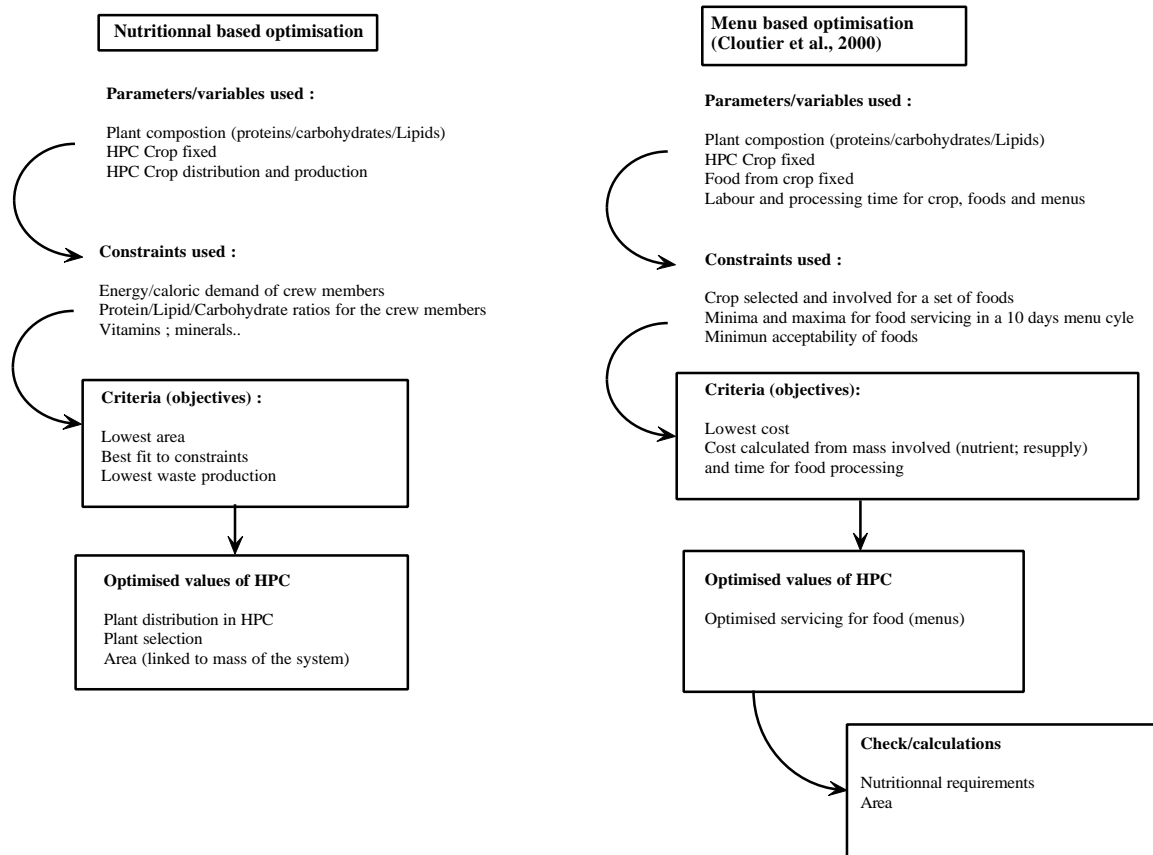 Nutritionnal based optimisation
Parameters/variables used :
Plant compostion (proteins/carbohydrates/Lipids)
HPC Crop fixed
HPC Crop distribution and production
Constraints used :
Energy/caloric demand of crew members
Protein/Lipid/Carbohydrate ratios for the crew members
Vitamins ; minerals..
Criteria (objectives) :
Lowest area
Best fit to constraints
Lowest waste production
Optimised values of HPC
Plant distribution in HPC
Plant selection
Area (linked to mass of the system)
Menu based optimisation
(Cloutier et al., 2000)
Parameters/variables used :
Plant compostion (proteins/carbohydrates/Lipids)
HPC Crop fixed
Food from crop fixed
Labour and processing time for crop, foods and menus
Constraints used :
Crop selected and involved for a set of foods
Minima and maxima for food servicing in a 10 days menu cyle
Minimun acceptability of foods
Criteria (objectives):
Lowest cost
Cost calculated from mass involved (nutrient; resupply)
and time for food processing
Optimised values of HPC
Optimised servicing for food (menus)
Check/calculations
Nutritionnal requirements
Area